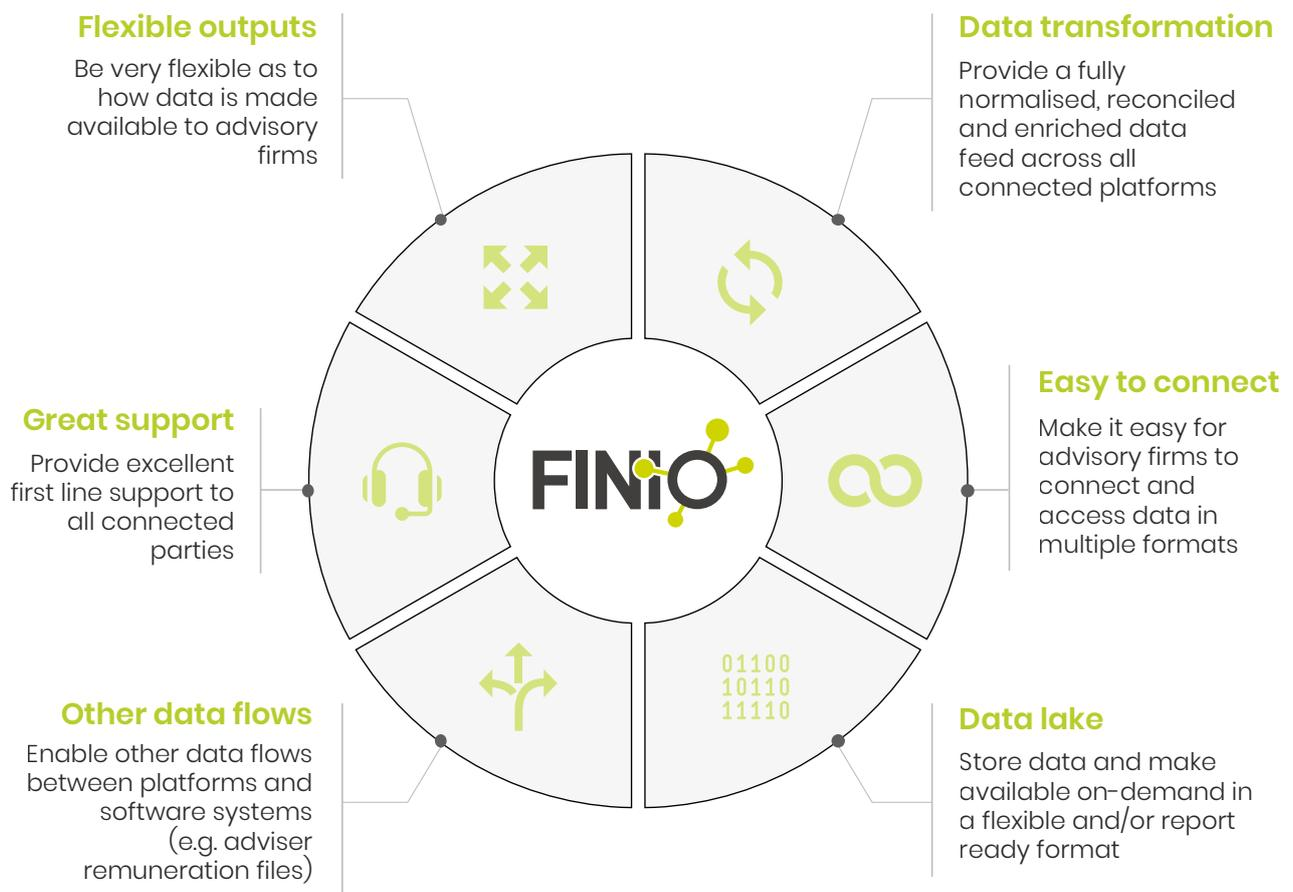 Flexible outputs
Be very flexible as to
how data is made
available to advisory
firms
Data transformation
Provide a fully
normalised, reconciled
and enriched data
feed across all
connected platforms
Great support
Provide excellent
first line support to
all connected
parties
FINiO
Easy to connect
Make it easy for
advisory firms to
connect and
access data in
multiple formats
01100
10110
11110
Other data flows
Enable other data flows
between platforms and
software systems
(e.g. adviser
remuneration files)
Data lake
Store data and make
available on-demand in
a flexible and/or report
ready format